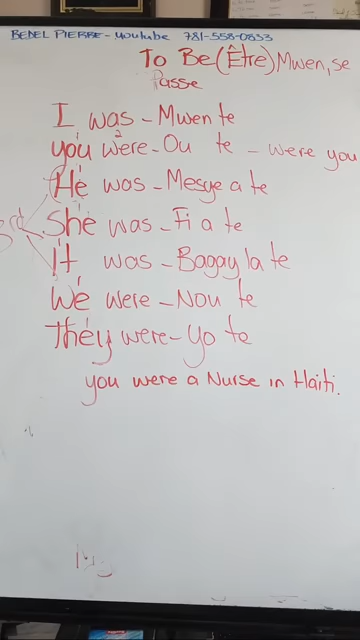 BEDEL PIERRE - youtube 781-558-0833
To Be (Être) Mwen, se
Passe
I was - Mwen te
you were - Ou te - were you
He was - Mesye a te
3rd
She was - Fi a te
It was - Bagay la te
We were - Nou te
They were - Yo te
you were a Nurse in Haiti.